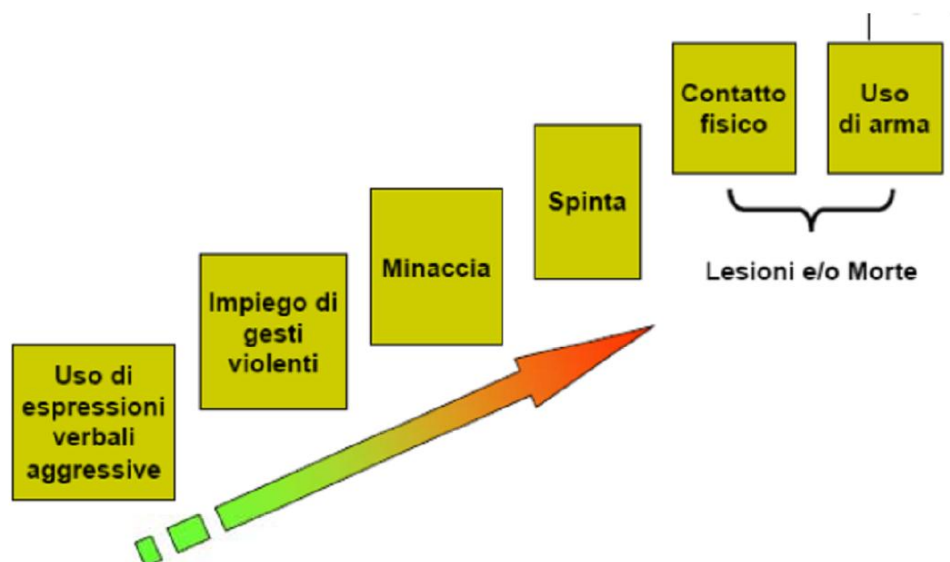 Uso di
espressioni
verbali
aggressive
Impiego di
gesti
violenti
Minaccia
Spinta
Contatto
fisico
Uso
di arma
Lesioni e/o Morte